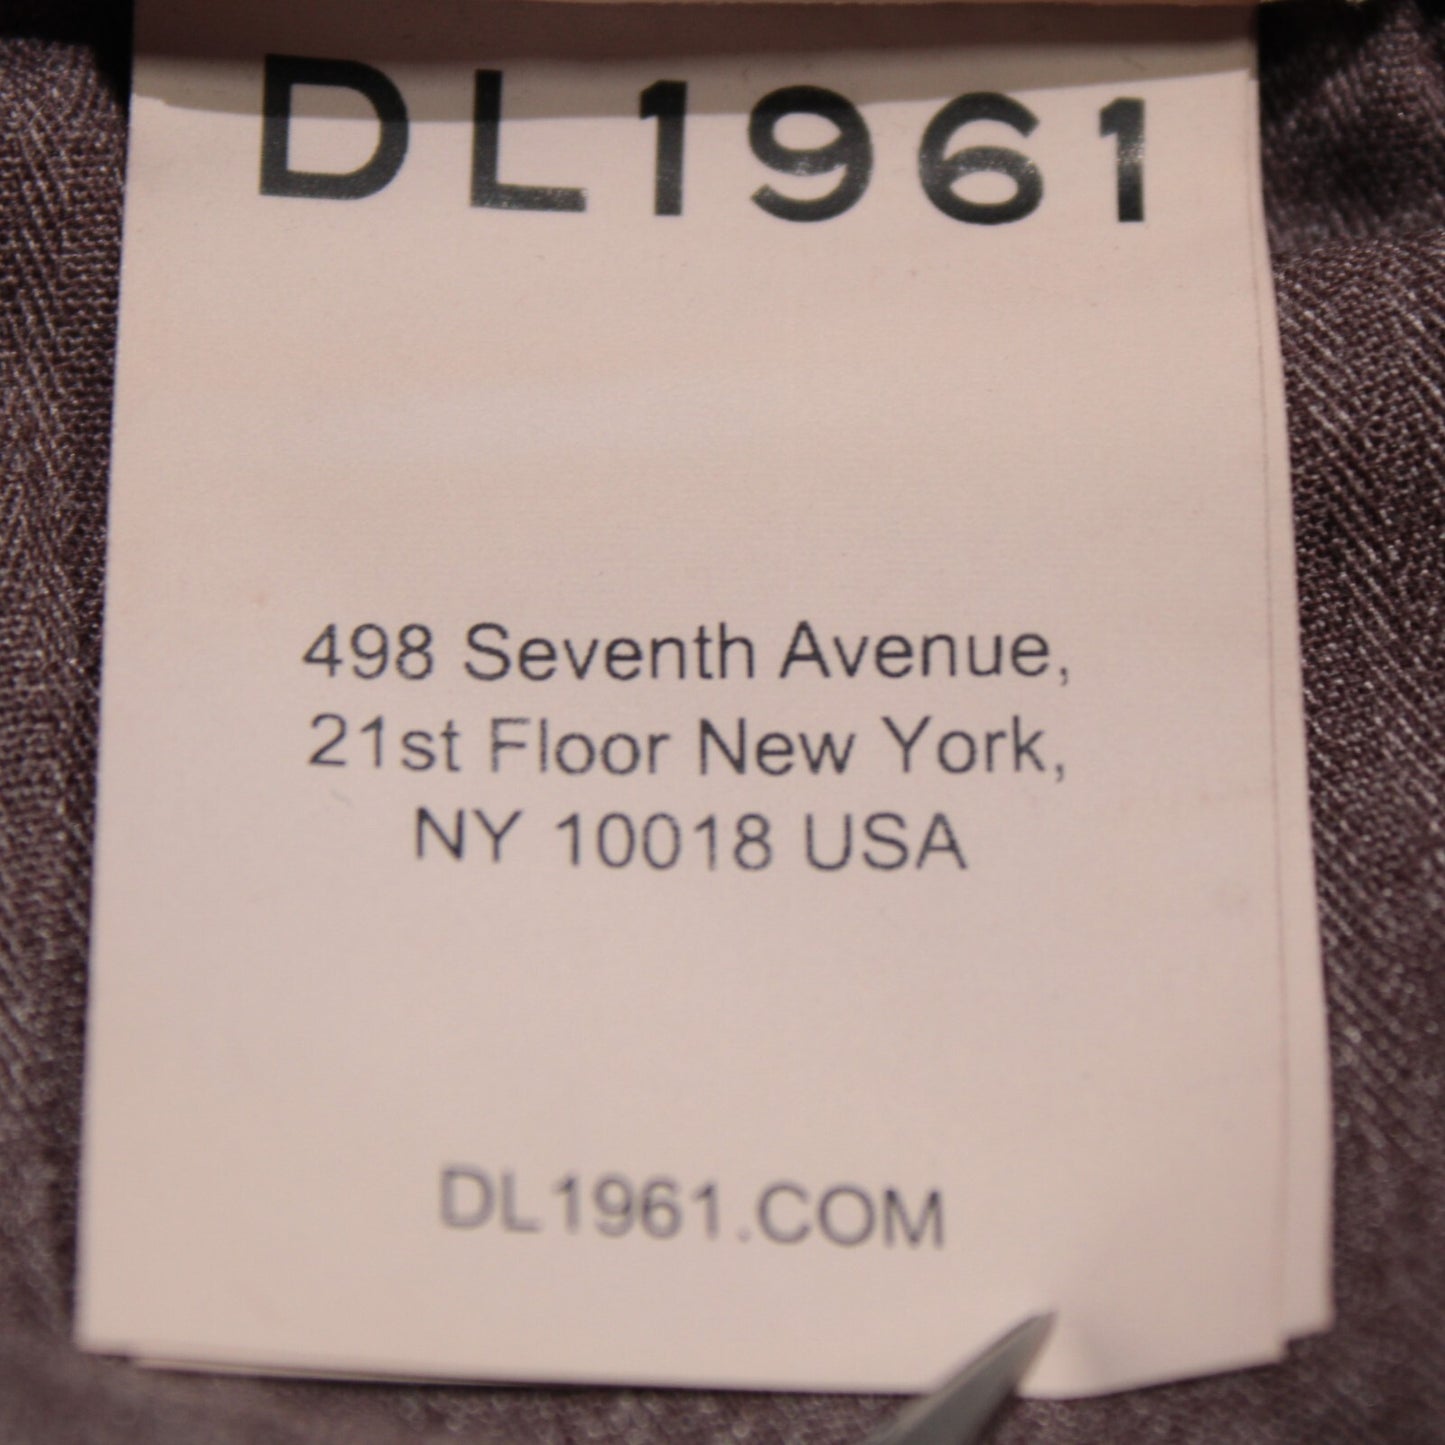 DL1961
498 Seventh Avenue,
21st Floor New York,
NY 10018 USA
DL1961.COM